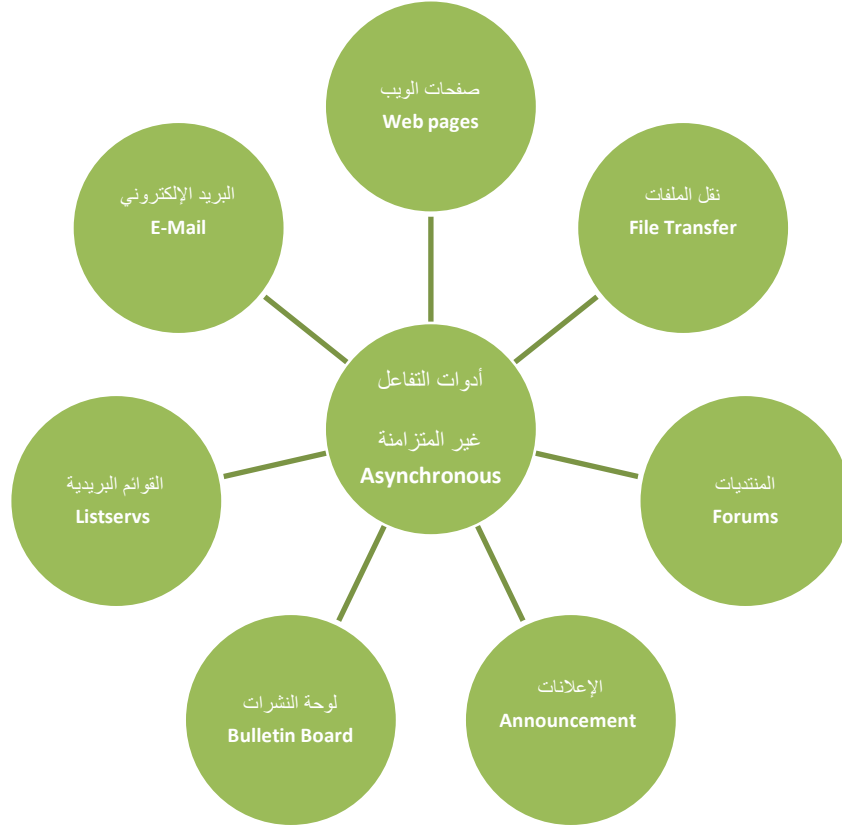 صفحات الويب
Web pages
نقل الملفات
File Transfer
المنتديات
Forums
الإعلانات
Announcement
لوحة النشرات
Bulletin Board
القوائم البريدية
Listservs
البريد الإلكتروني
E-Mail
أدوات التفاعل
غير المتزامنة
Asynchronous